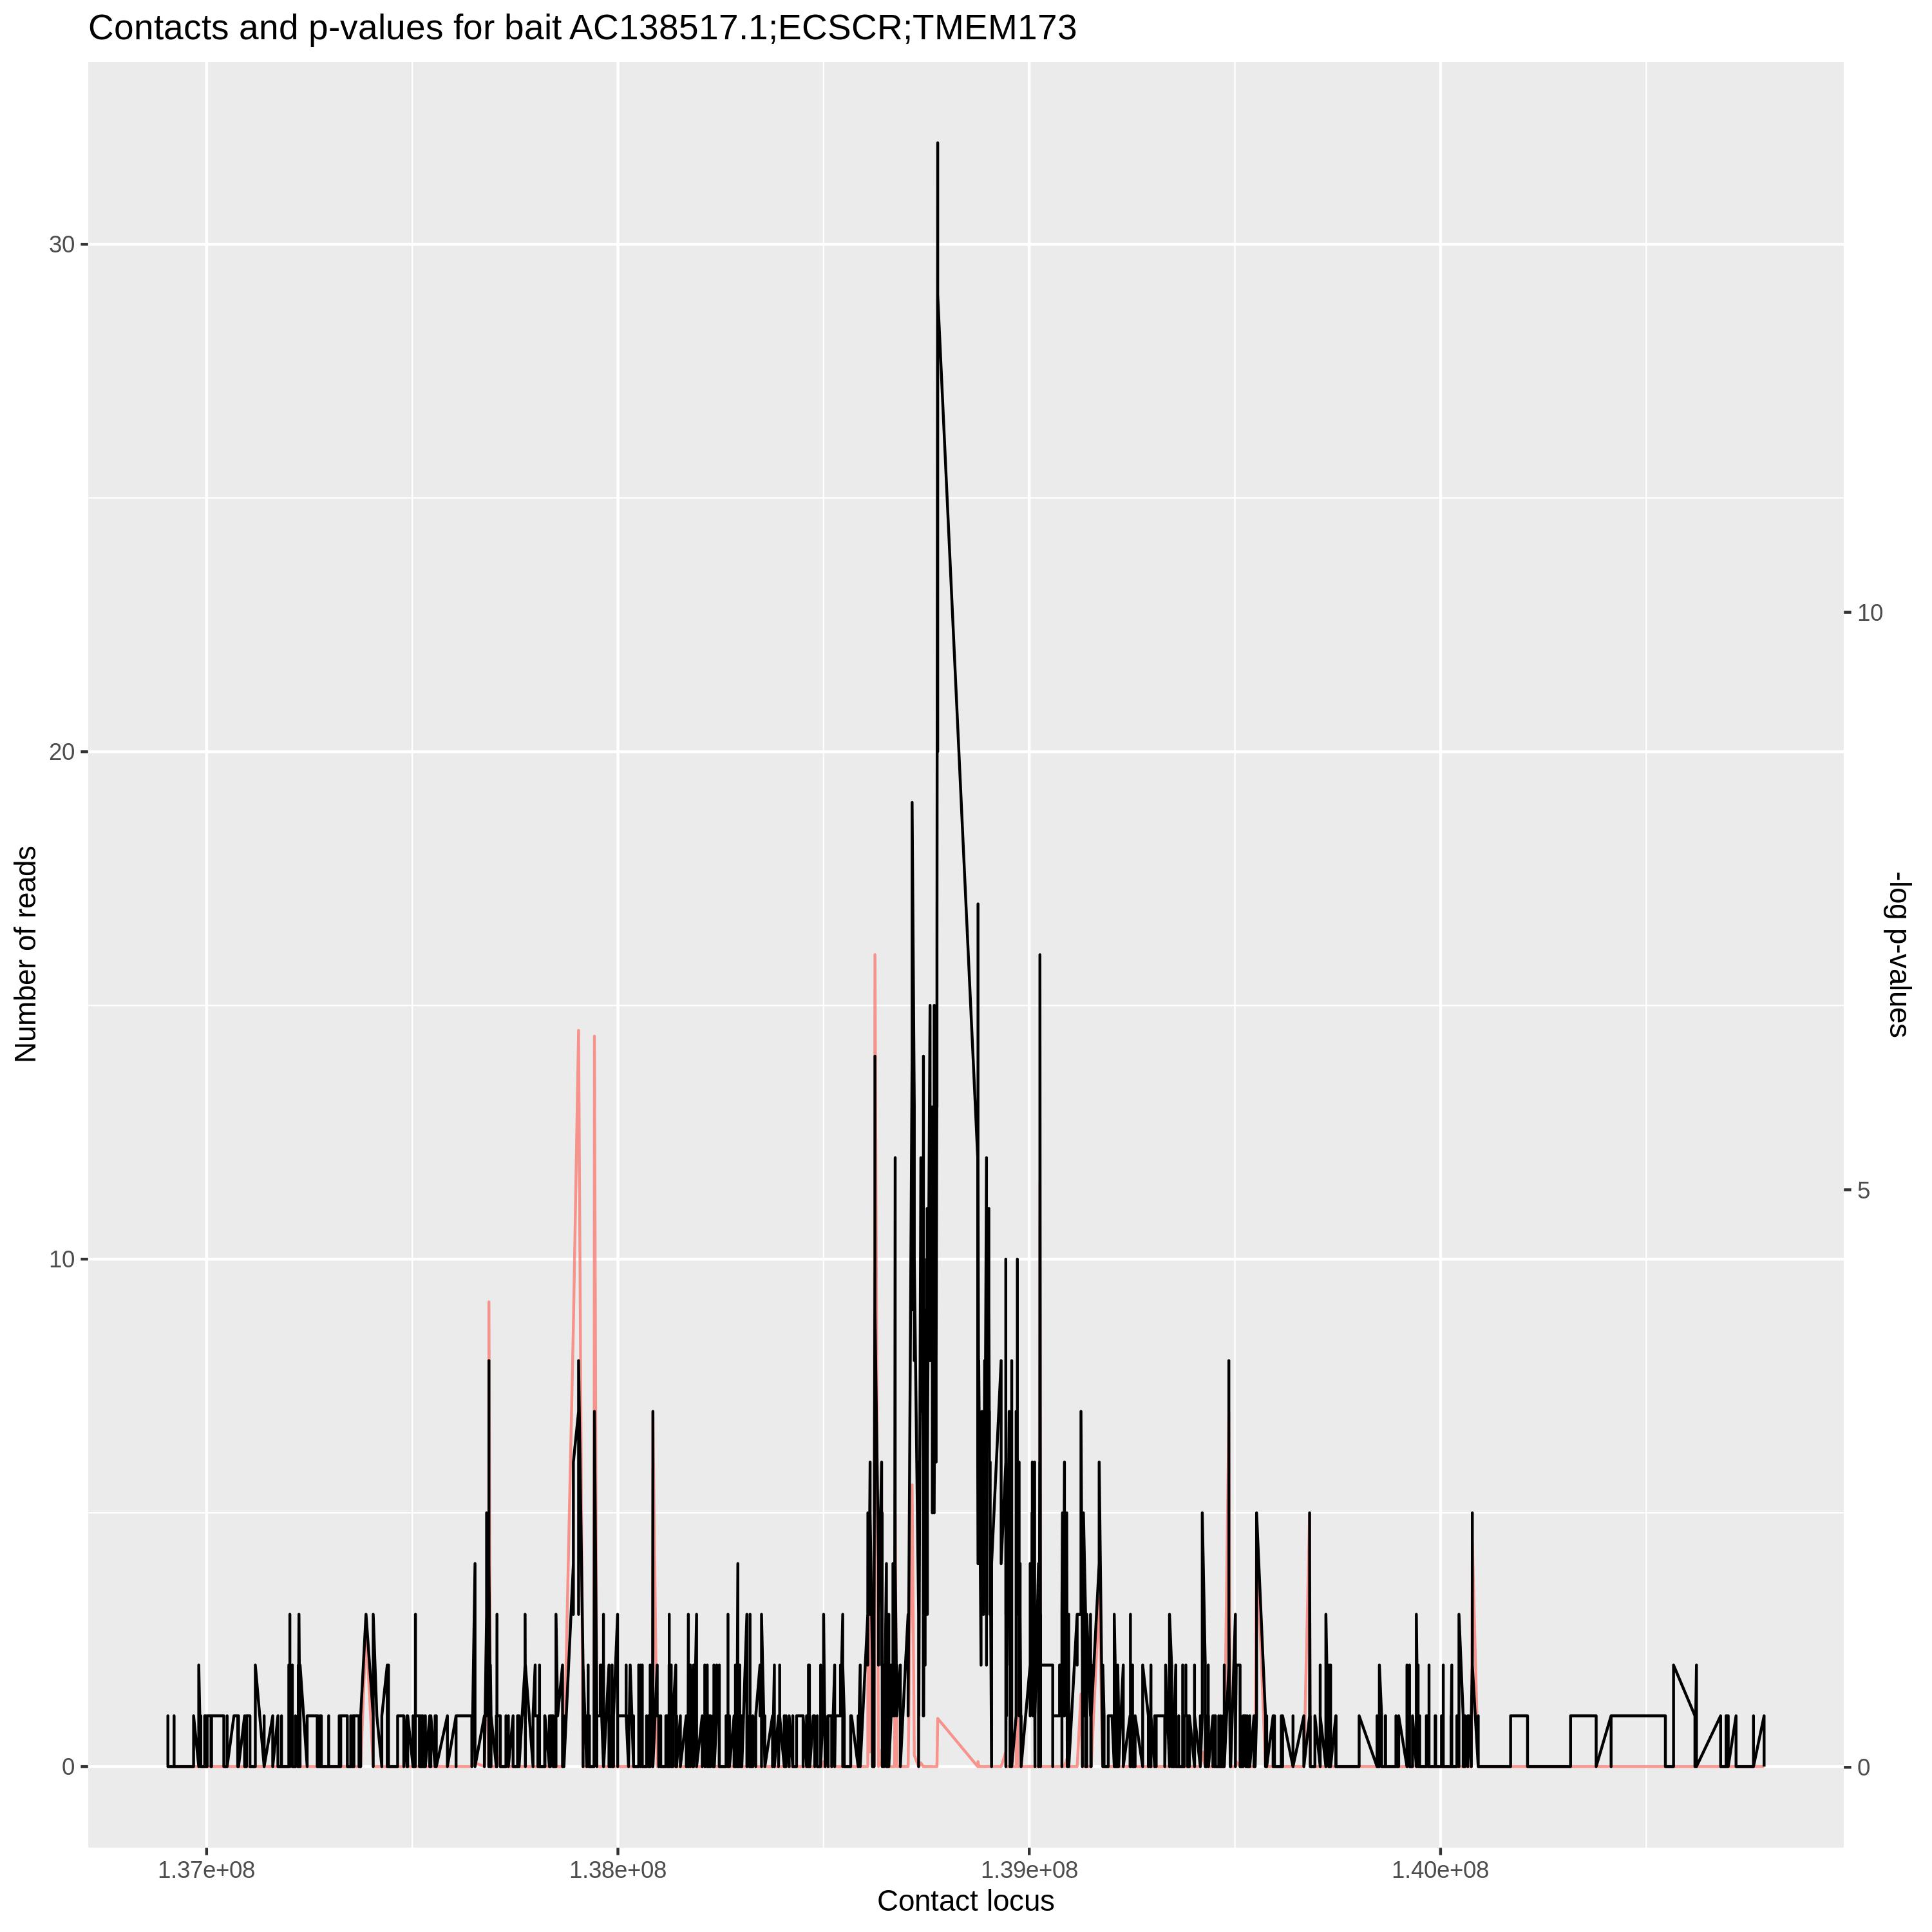 Contacts and p-values for bait AC138517.1;ECSCR;TMEM173
30
20
10
0
Number of reads
10
5
0
-log p-values
1.37e+08 1.38e+08 1.39e+08 1.40e+08
Contact locus